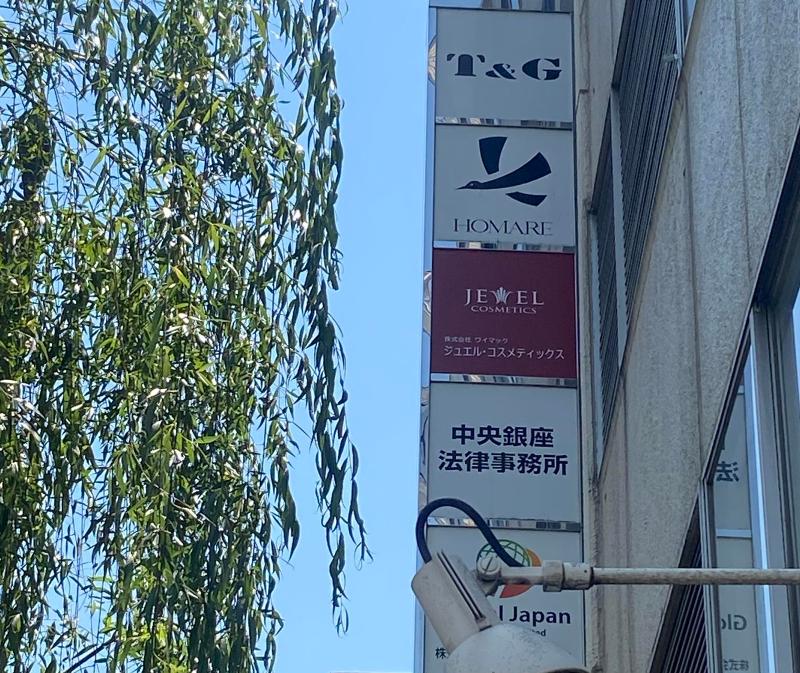 T&G
HOMARE
JEWEL
COSMETICS
株式会社 ワイマック
ジュエル・コスメティックス
中央銀座
法律事務所
Japan
株